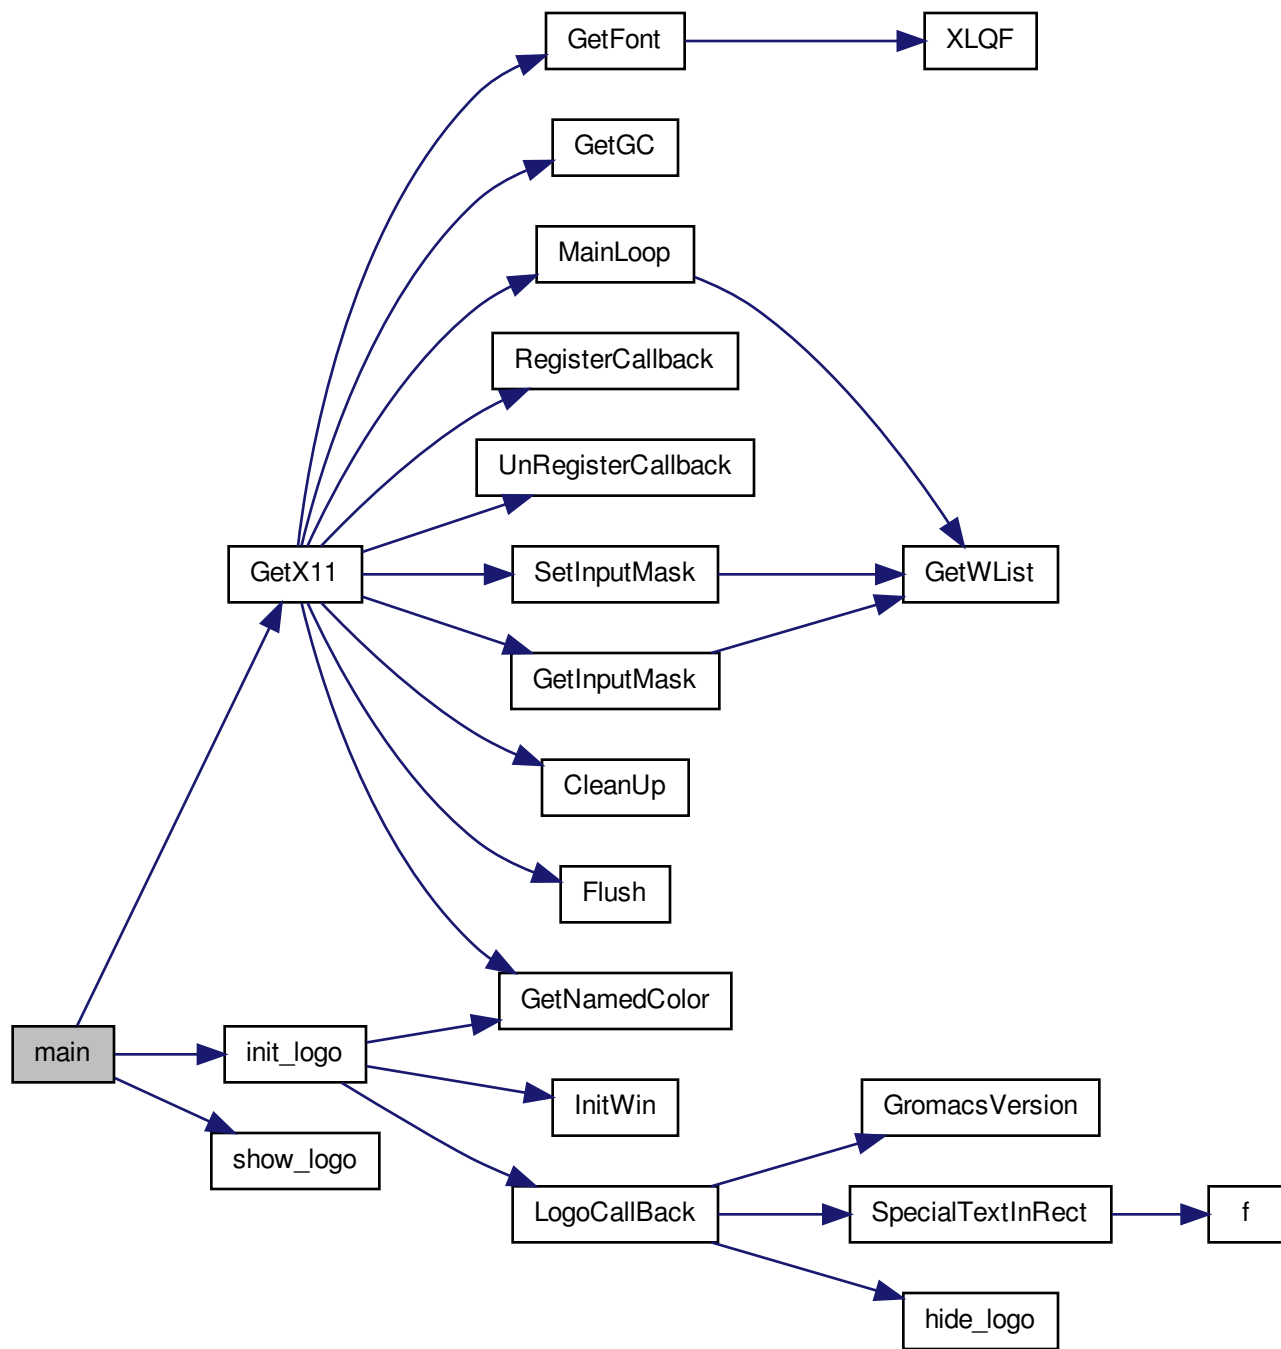 GetFont
XLQF
GetGC
MainLoop
RegisterCallback
UnRegisterCallback
GetX11
SetInputMask
GetWList
GetInputMask
CleanUp
Flush
GetNamedColor
main
init_logo
InitWin
GromacsVersion
show_logo
LogoCallBack
SpecialTextInRect
f
hide_logo